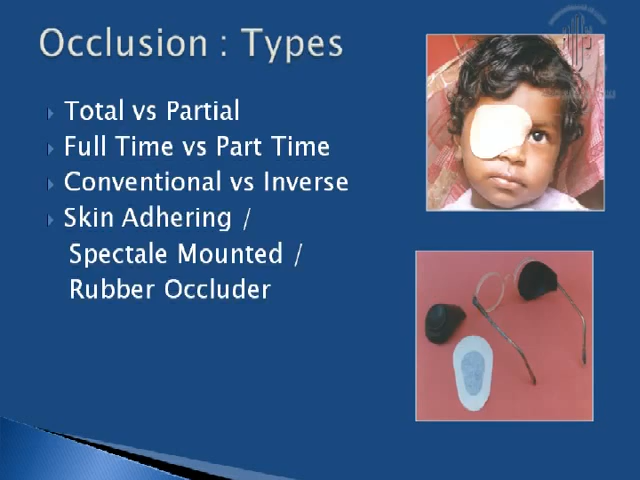 Occlusion : Types
Total vs Partial
Full Time vs Part Time
Conventional vs Inverse
Skin Adhering /
Spectale Mounted /
Rubber Occluder